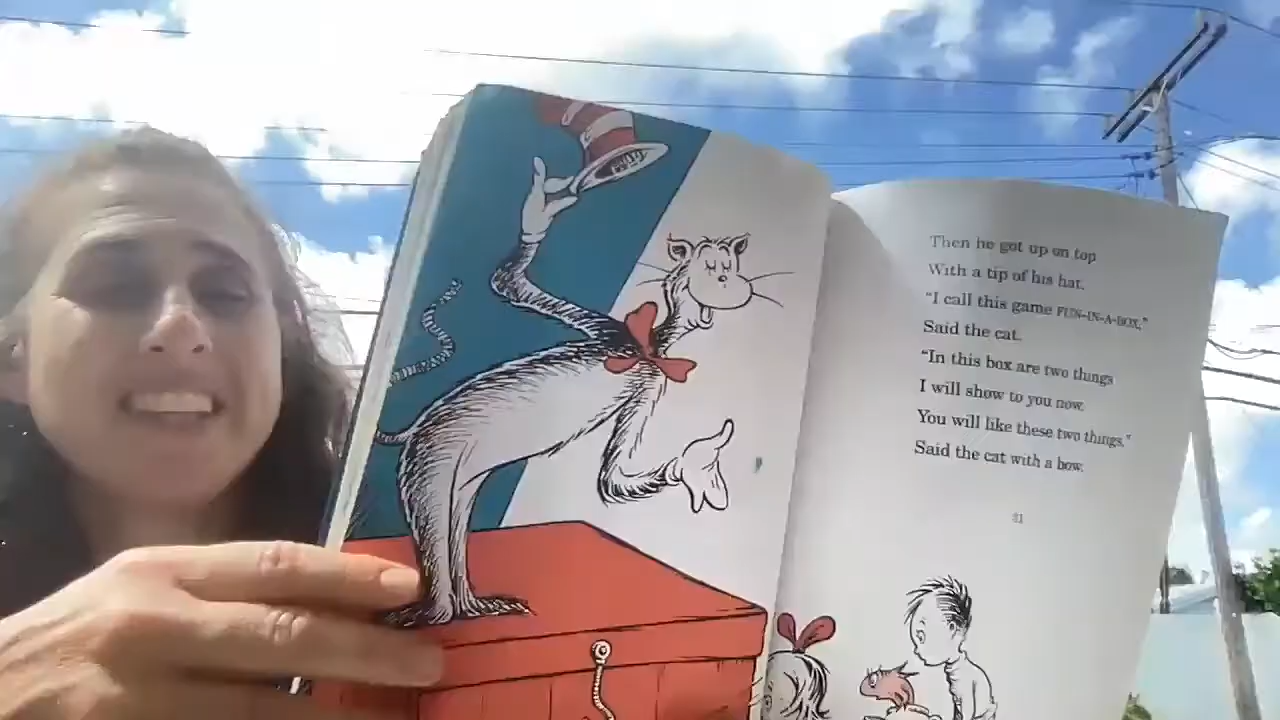 Then he got up on top
With a tip of his hat.
“I call this game FUN-IN-A-BOX,”
Said the cat.
“In this box are two things
I will show to you now.
You will like these two things,”
Said the cat with a bow.
31